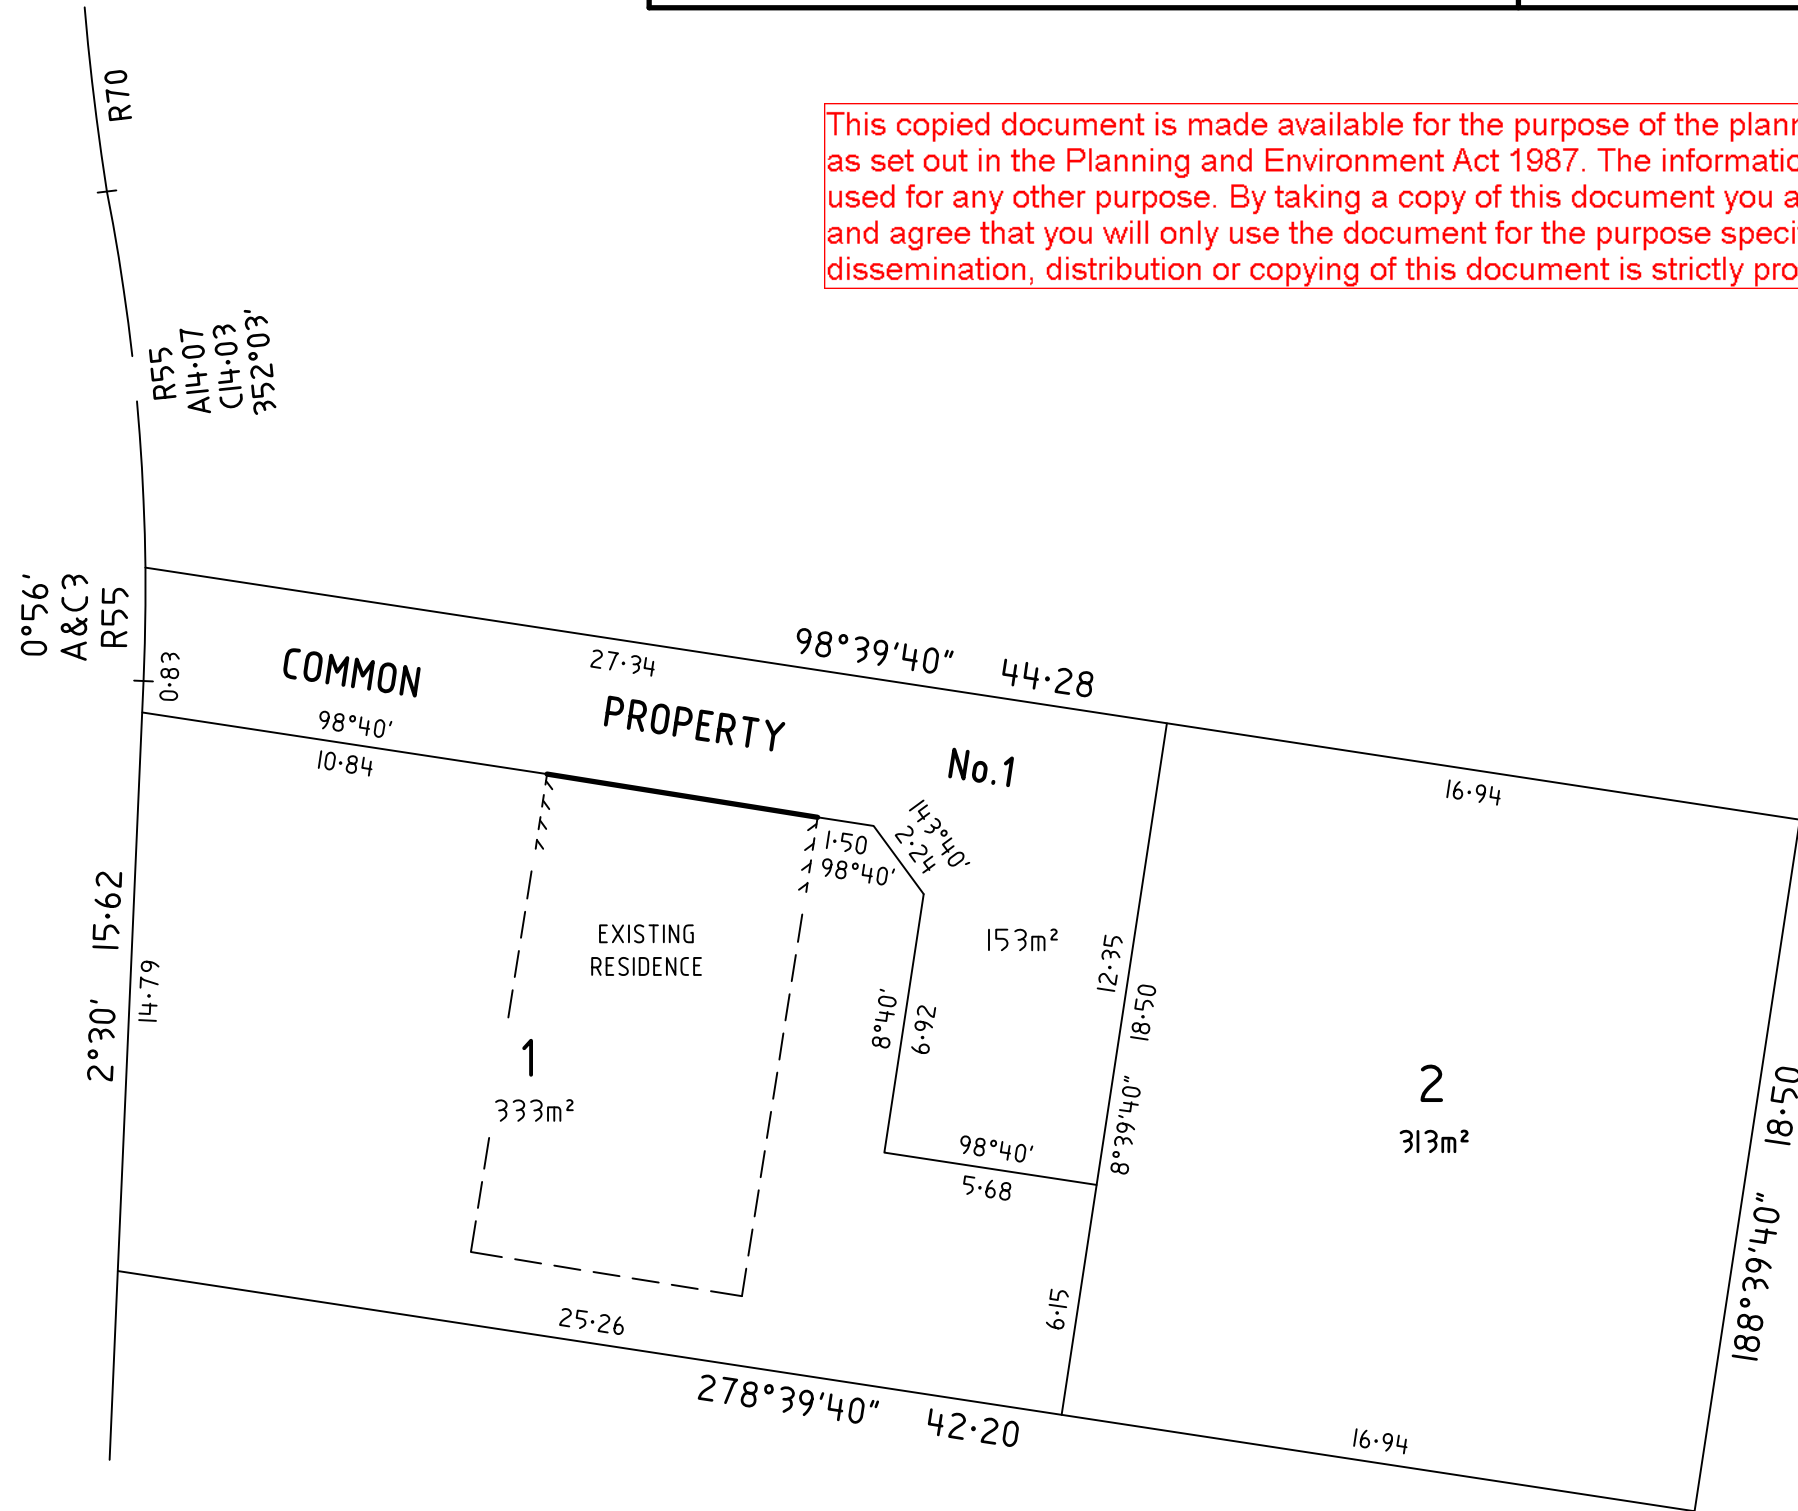 R70
This copied document is made available for the purpose of the plann
as set out in the Planning and Environment Act 1987. The informatio
used for any other purpose. By taking a copy of this document you a
and agree that you will only use the document for the purpose speci
dissemination, distribution or copying of this document is strictly pro
R55
A14·07
C14·03
352°03'
0°56'
A&C3
R55
0·83
COMMON
PROPERTY
No.1
27·34
98°39'40" 44·28
98°40'
10·84
16·94
1·50
98°40'
143°40'
2·24
EXISTING
RESIDENCE
153m²
12·35
18·50
8°39'40"
2°30' 15·62
14·79
8°40'
6·92
1
333m²
2
313m²
98°40'
5·68
188°39'40" 18·50
6·15
25·26
278°39'40" 42·20
16·94